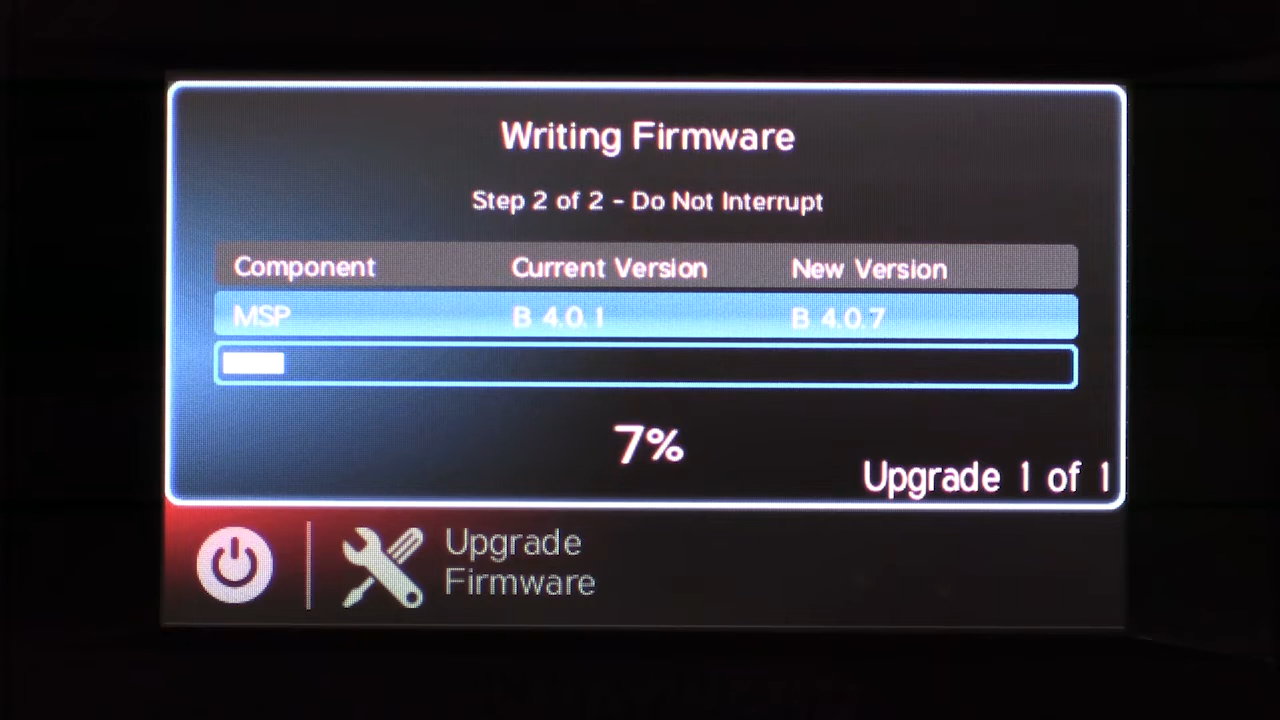 Writing Firmware
Step 2 of 2 - Do Not Interrupt
Component Current Version New Version
MSP B 4.0.1 B 4.0.7
7%
Upgrade 1 of 1
Upgrade
Firmware